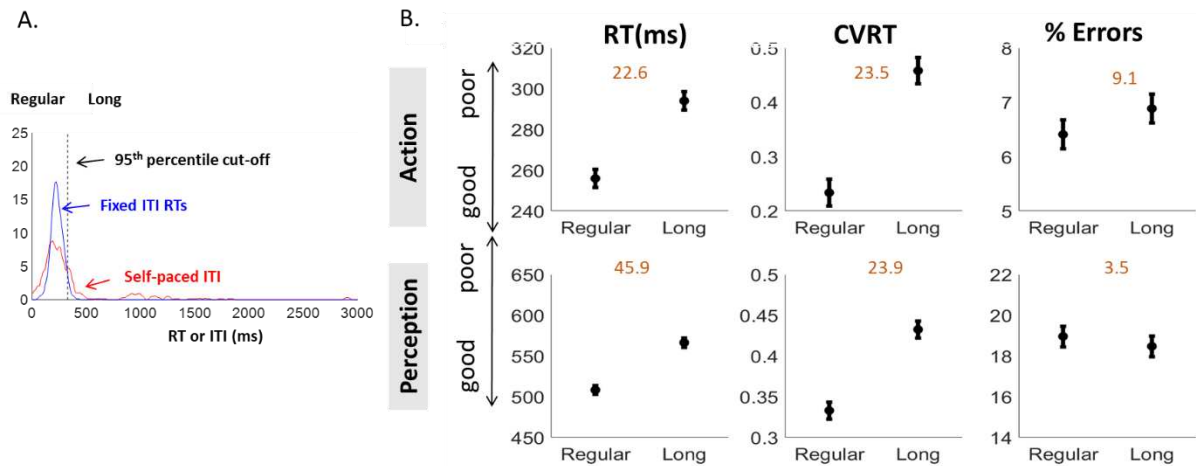 A.
Regular Long
25
20
15
10
5
0
95th percentile cut-off
Fixed ITI RTs
Self-paced ITI
0 500 1000 1500 2000 2500 3000
RT or ITI (ms)
B.
RT(ms) CVRT % Errors
Action
poor
good
320
300
280
260
240
22.6
Regular Long
0.5
0.4
0.3
0.2
23.5
Regular Long
8
7
6
5
9.1
Regular Long
Perception
poor
good
650
600
550
500
450
45.9
Regular Long
0.5
0.45
0.4
0.35
0.3
23.9
Regular Long
22
20
18
16
14
3.5
Regular Long